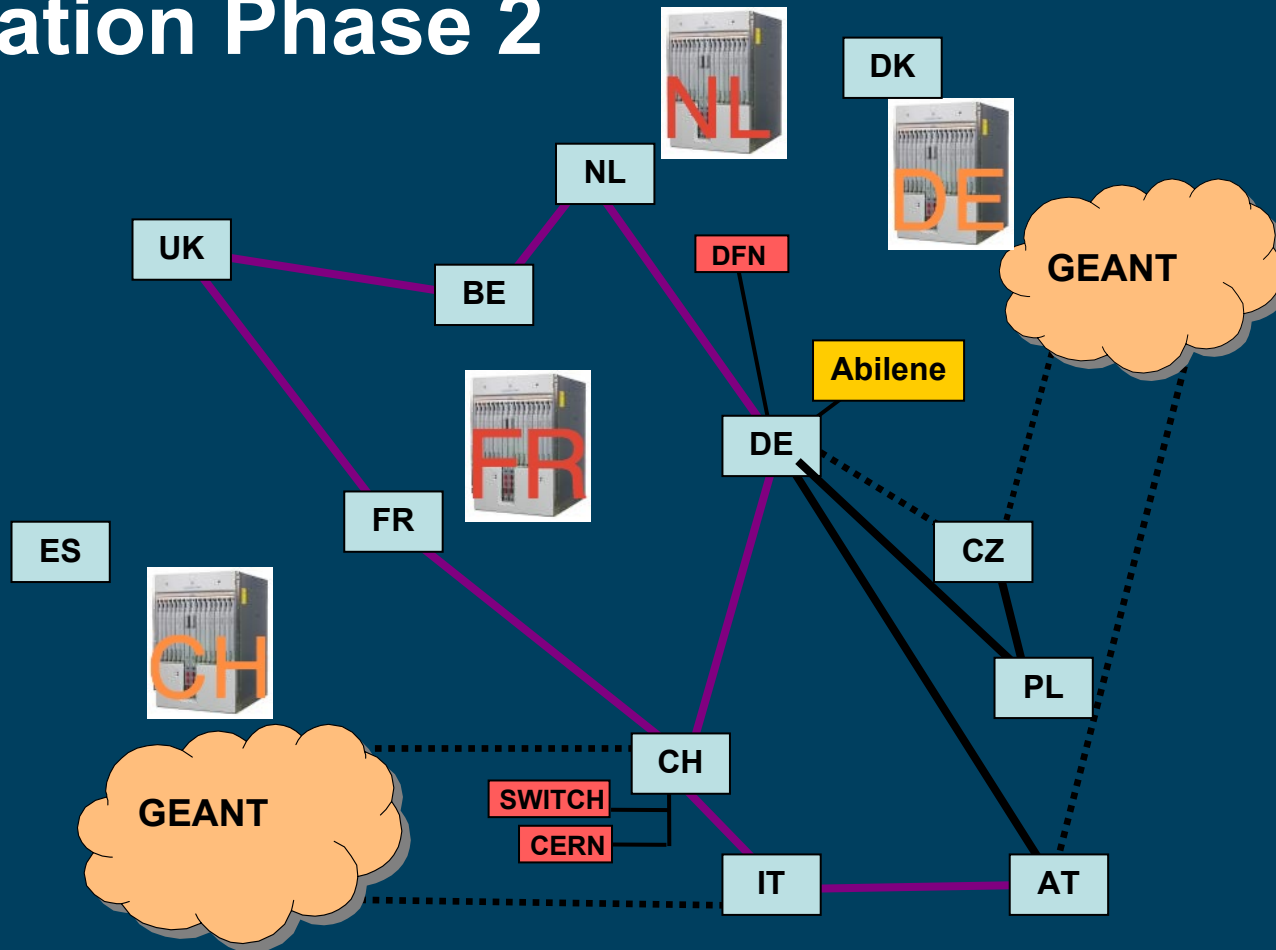 ation Phase 2
NL
DK
DE
NL
UK
DFN
GEANT
BE
Abilene
FR
DE
FR
CZ
ES
CH
PL
CH
SWITCH
GEANT
CERN
IT
AT